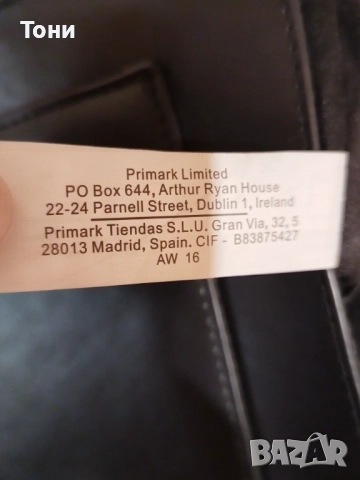 Тони
Primark Limited
PO Box 644, Arthur Ryan House
22-24 Parnell Street, Dublin 1, Ireland
Primark Tiendas S.L.U. Gran Via, 32, 5
28013 Madrid, Spain. CIF - B83875427
AW 16
BAZAR